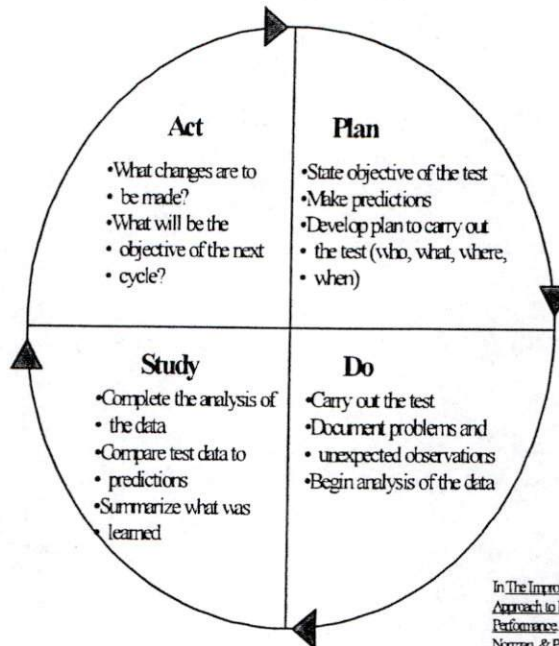 Act
•What changes are to
• be made?
•What will be the
• objective of the next
• cycle?
Plan
•State objective of the test
•Make predictions
•Develop plan to carry out
• the test (who, what, where,
• when)
Study
•Complete the analysis of
• the data
•Compare test data to
• predictions
•Summarize what was
• learned
Do
•Carry out the test
•Document problems and
• unexpected observations
•Begin analysis of the data
In The
Approach to
Performance.
Norman, &